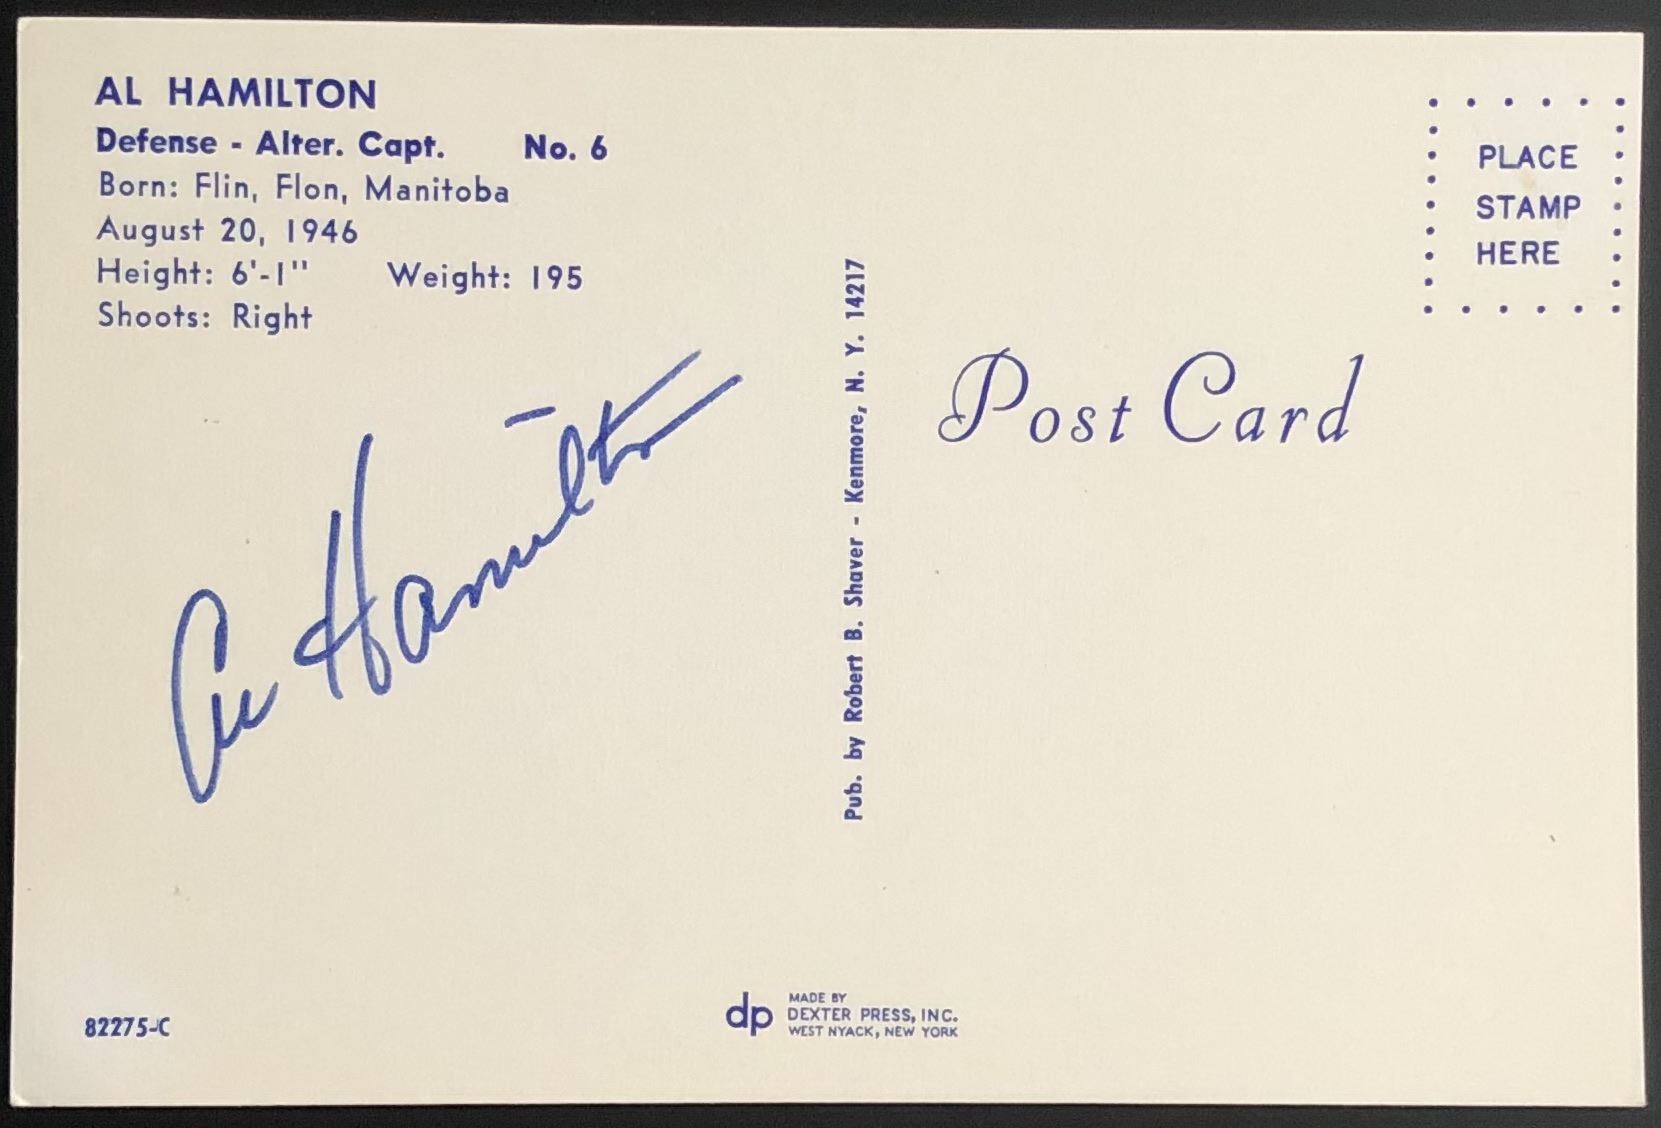 AL HAMILTON
Defense - Alter. Capt. No. 6
Born: Flin, Flon, Manitoba
August 20, 1946
Height: 6'-1" Weight: 195
Shoots: Right
Al Hamilton
82275-C
Pub. by Robert B. Shaver - Kenmore, N. Y. 14217
dp
MADE BY
DEXTER PRESS, INC.
WEST NYACK, NEW YORK
PLACE
STAMP
HERE
Post Card